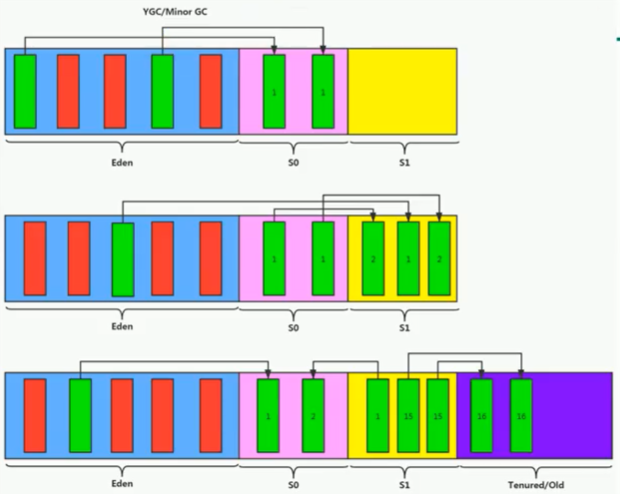 YGC/Minor GC
1 1
Eden S0 S1
1 1 2 1 2
Eden S0 S1
1 2 1 15 15 16 16
Eden S0 S1 Tenured/Old